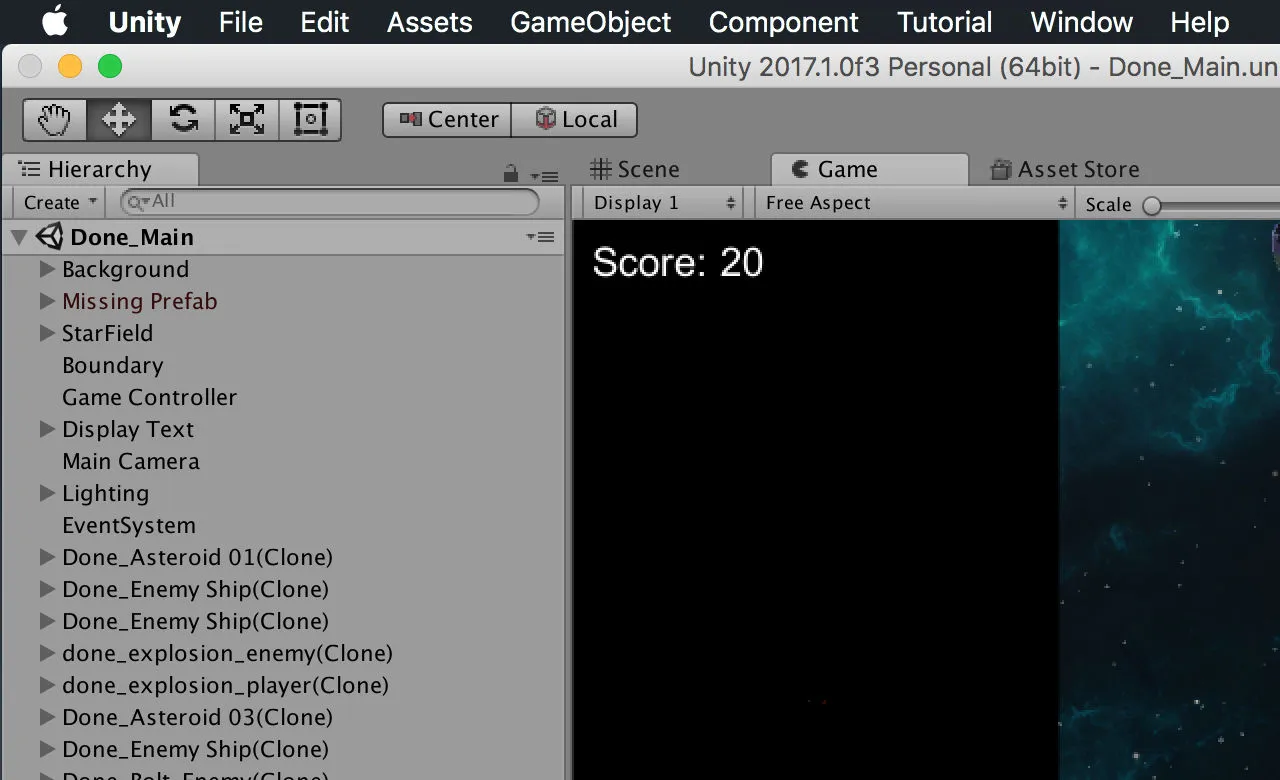 Unity File Edit Assets GameObject Component Tutorial Window Help
Unity 2017.1.0f3 Personal (64bit) - Done_Main.un
Center Local
Hierarchy Scene Game Asset Store
Create All Display 1 Free Aspect Scale
Done_Main
Score: 20
Background
Missing Prefab
StarField
Boundary
Game Controller
Display Text
Main Camera
Lighting
EventSystem
Done_Asteroid 01(Clone)
Done_Enemy Ship(Clone)
Done_Enemy Ship(Clone)
done_explosion_enemy(Clone)
done_explosion_player(Clone)
Done_Asteroid 03(Clone)
Done_Enemy Ship(Clone)
Done_Bolt_Enemy(Clone)